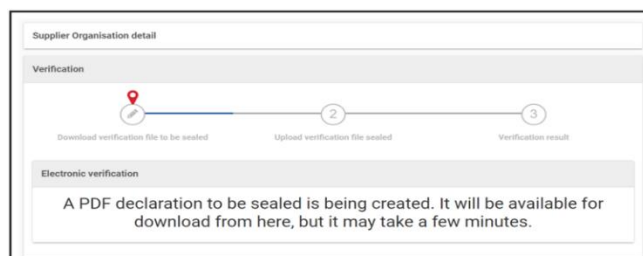 Supplier Organisation detail
Verification
2
3
Download verification file to be sealed
Upload verification file sealed
Verification result
Electronic verification
A PDF declaration to be sealed is being created. It will be available for
download from here, but it may take a few minutes.